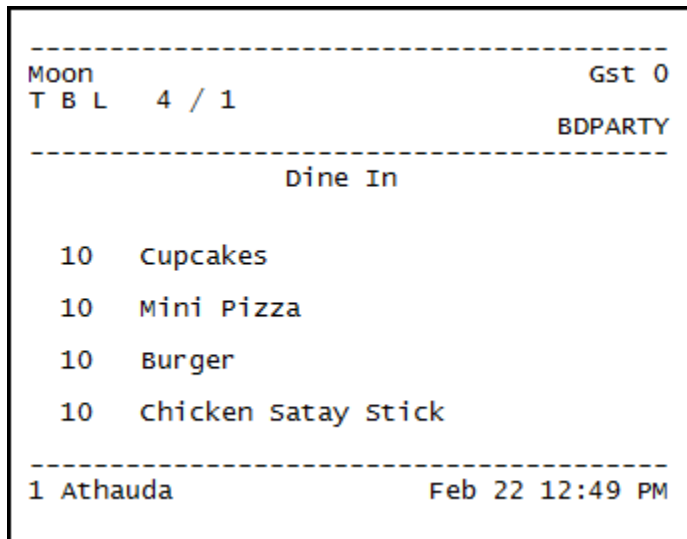 ----------------------------------------
Moon Gst 0
T B L 4 / 1
BDPARTY
----------------------------------------
Dine In
10 Cupcakes
10 Mini Pizza
10 Burger
10 Chicken Satay Stick
----------------------------------------
1 Athauda Feb 22 12:49 PM